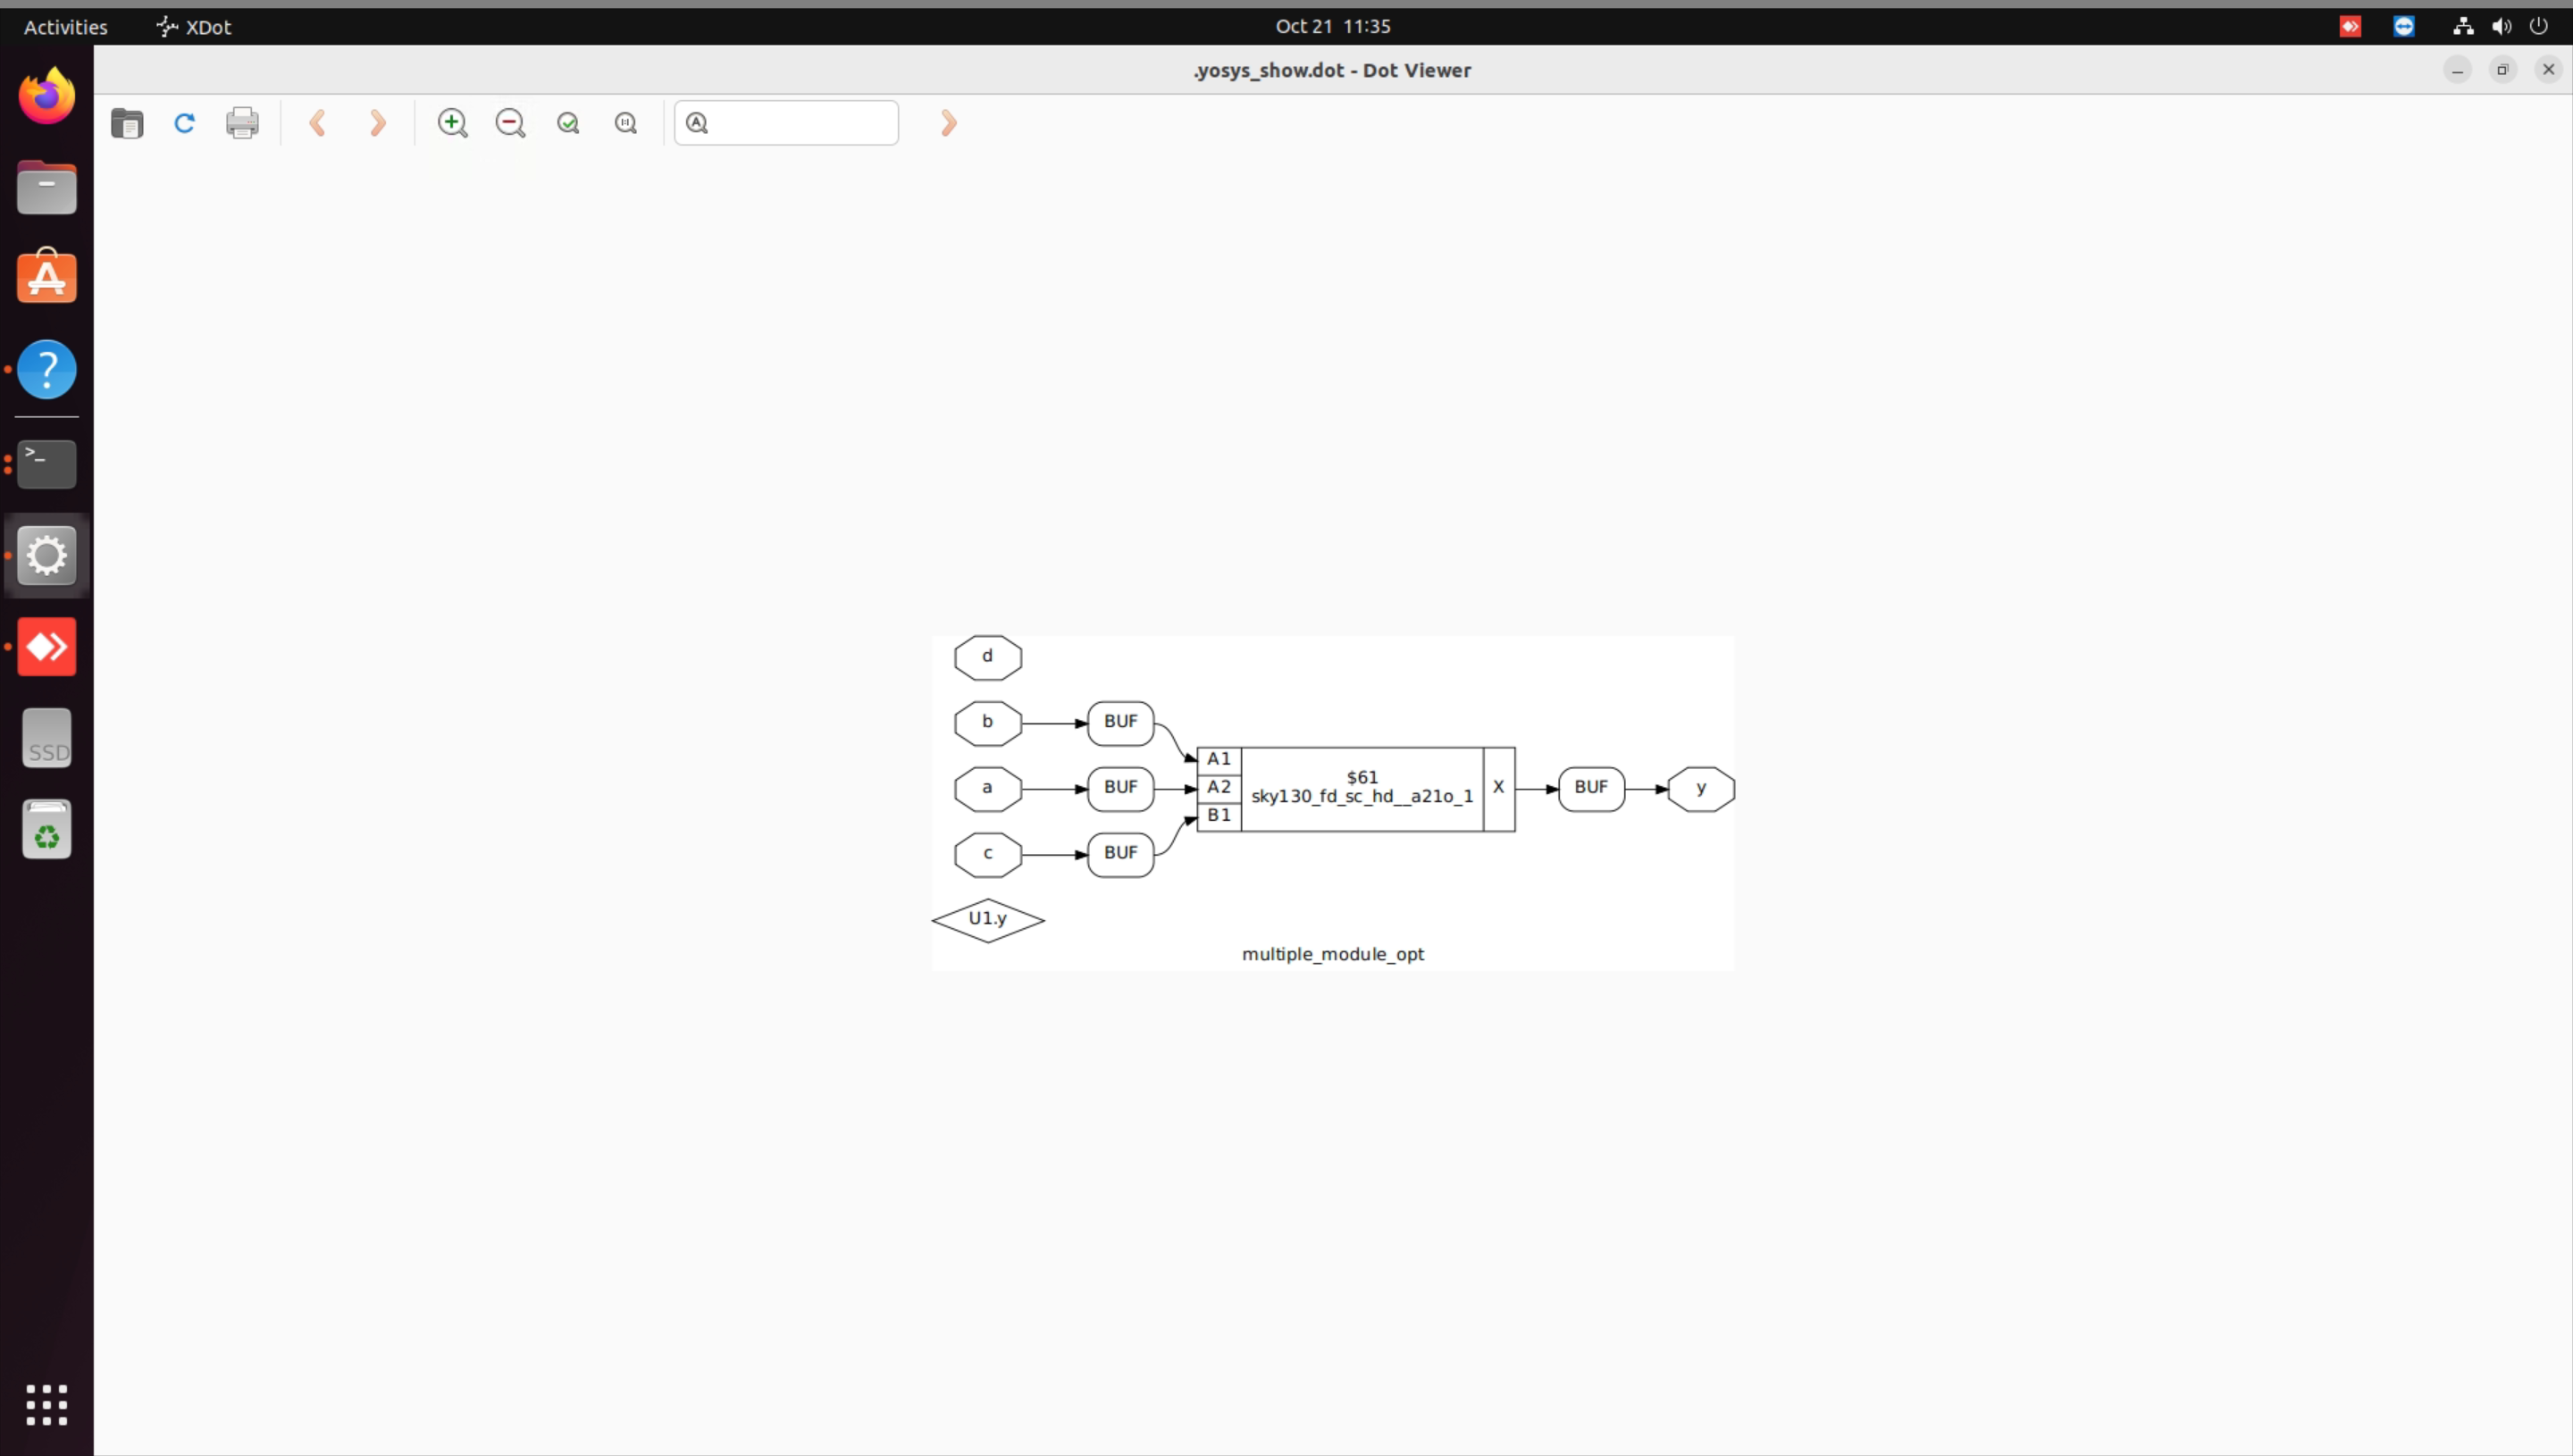 Activities XDot Oct 21 11:35
.yosys_show.dot - Dot Viewer
d
b BUF
A1
a BUF A2 $61 X BUF y
sky130_fd_sc_hd__a21o_1
B1
c BUF
U1.y
multiple_module_opt
SSD